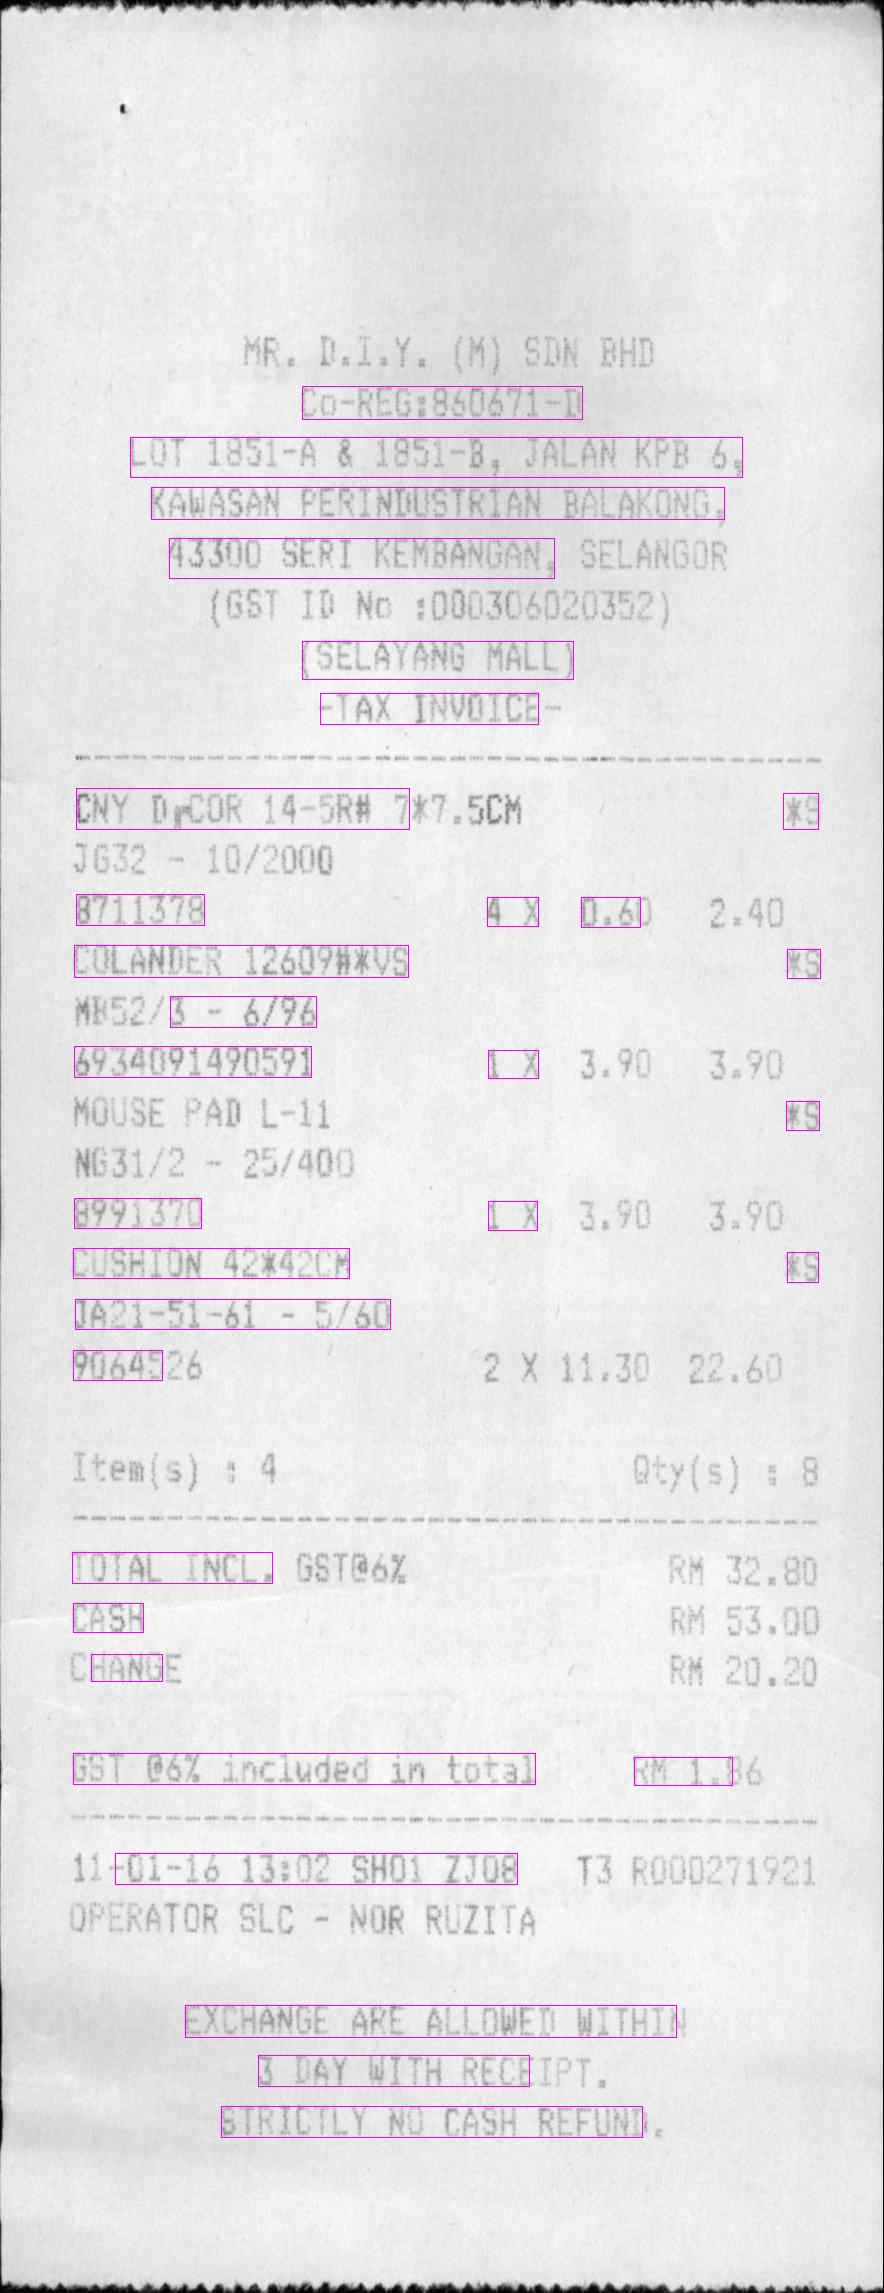 MR. D.I.Y. (M) SDN BHD
Co-REG:860671-D
LOT 1851-A & 1851-B, JALAN KPB 6,
KAWASAN PERINDUSTRIAN BALAKONG,
43300 SERI KEMBANGAN, SELANGOR
(GST ID No :000306020352)
(SELAYANG MALL)
-TAX INVOICE-
CNY 14-5R# 7*7.5CM *S
JG32 - 10/2000
8711378 4 X 0.60 2.40
COLANDER 12609#*VS *S
MB52/3 - 6/96
6934091490591 1 X 3.90 3.90
MOUSE PAD L-11 *S
NG31/2 - 25/400
8991370 1 X 3.90 3.90
CUSHION 42*42CM *S
JA21-51-61 - 5/60
9064526 2 X 11.30 22.60
Item(s) : 4 Qty(s) : 8
TOTAL INCL. GST@6% RM 32.80
CASH RM 53.00
CHANGE RM 20.20
GST @6% included in total RM 1.86
11-01-16 13:02 SH01 ZJ08 T3 R000271921
OPERATOR SLC - NOR RUZITA
EXCHANGE ARE ALLOWED WITHIN
3 DAY WITH RECEIPT.
STRICTLY NO CASH REFUND.